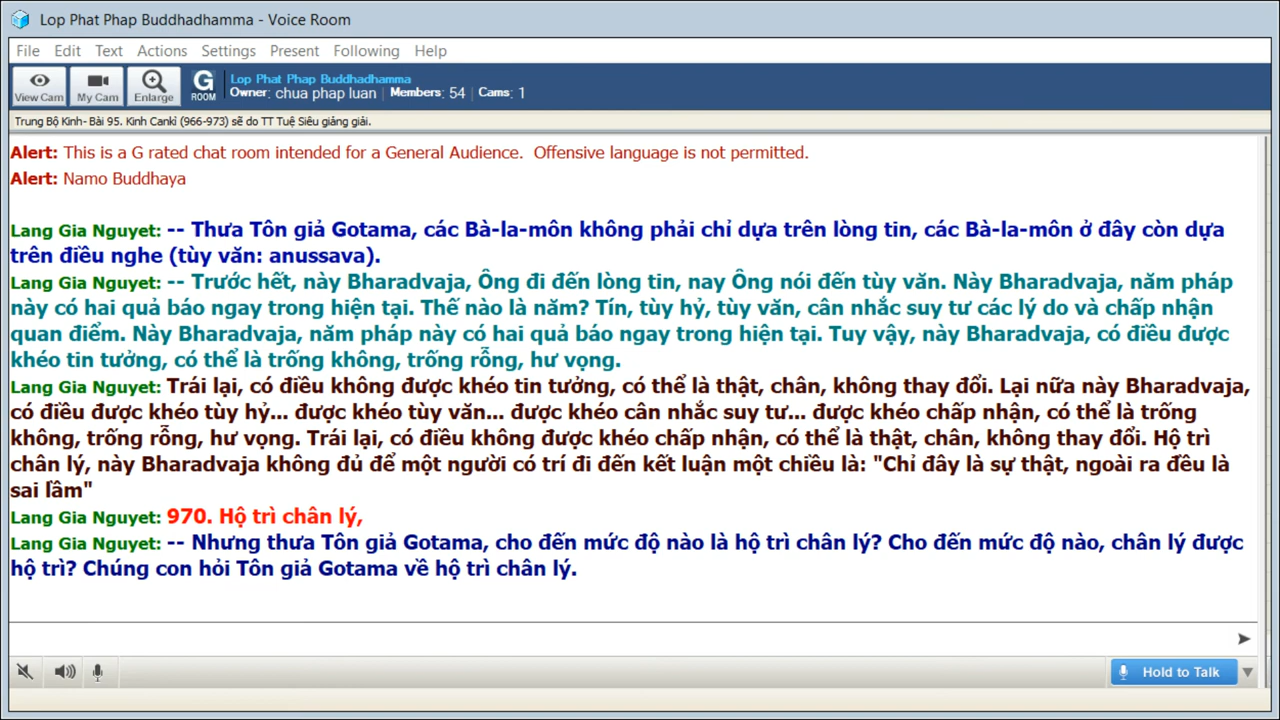 Lop Phat Phap Buddhadhamma - Voice Room
File Edit Text Actions Settings Present Following Help
View Cam My Cam Enlarge G ROOM
Lop Phat Phap Buddhadhamma
Owner: chua phap luan | Members: 54 | Cams: 1
Trung Bộ Kinh- Bài 95. Kinh Cankì (966-973) sẽ do TT Tuệ Siêu giảng giải.
Alert: This is a G rated chat room intended for a General Audience. Offensive language is not permitted.
Alert: Namo Buddhaya
Lang Gia Nguyet: -- Thưa Tôn giả Gotama, các Bà-la-môn không phải chỉ dựa trên lòng tin, các Bà-la-môn ở đây còn dựa
trên điều nghe (tùy văn: anussava).
Lang Gia Nguyet: -- Trước hết, này Bharadvaja, Ông đi đến lòng tin, nay Ông nói đến tùy văn. Này Bharadvaja, năm pháp
này có hai quả báo ngay trong hiện tại. Thế nào là năm? Tín, tùy hỷ, tùy văn, cân nhắc suy tư các lý do và chấp nhận
quan điểm. Này Bharadvaja, năm pháp này có hai quả báo ngay trong hiện tại. Tuy vậy, này Bharadvaja, có điều được
khéo tin tưởng, có thể là trống không, trống rỗng, hư vọng.
Lang Gia Nguyet: Trái lại, có điều không được khéo tin tưởng, có thể là thật, chân, không thay đổi. Lại nữa này Bharadvaja,
có điều được khéo tùy hỷ... được khéo tùy văn... được khéo cân nhắc suy tư... được khéo chấp nhận, có thể là trống
không, trống rỗng, hư vọng. Trái lại, có điều không được khéo chấp nhận, có thể là thật, chân, không thay đổi. Hộ trì
chân lý, này Bharadvaja không đủ để một người có trí đi đến kết luận một chiều là: "Chỉ đây là sự thật, ngoài ra đều là
sai lầm"
Lang Gia Nguyet: 970. Hộ trì chân lý,
Lang Gia Nguyet: -- Nhưng thưa Tôn giả Gotama, cho đến mức độ nào là hộ trì chân lý? Cho đến mức độ nào, chân lý được
hộ trì? Chúng con hỏi Tôn giả Gotama về hộ trì chân lý.
Hold to Talk